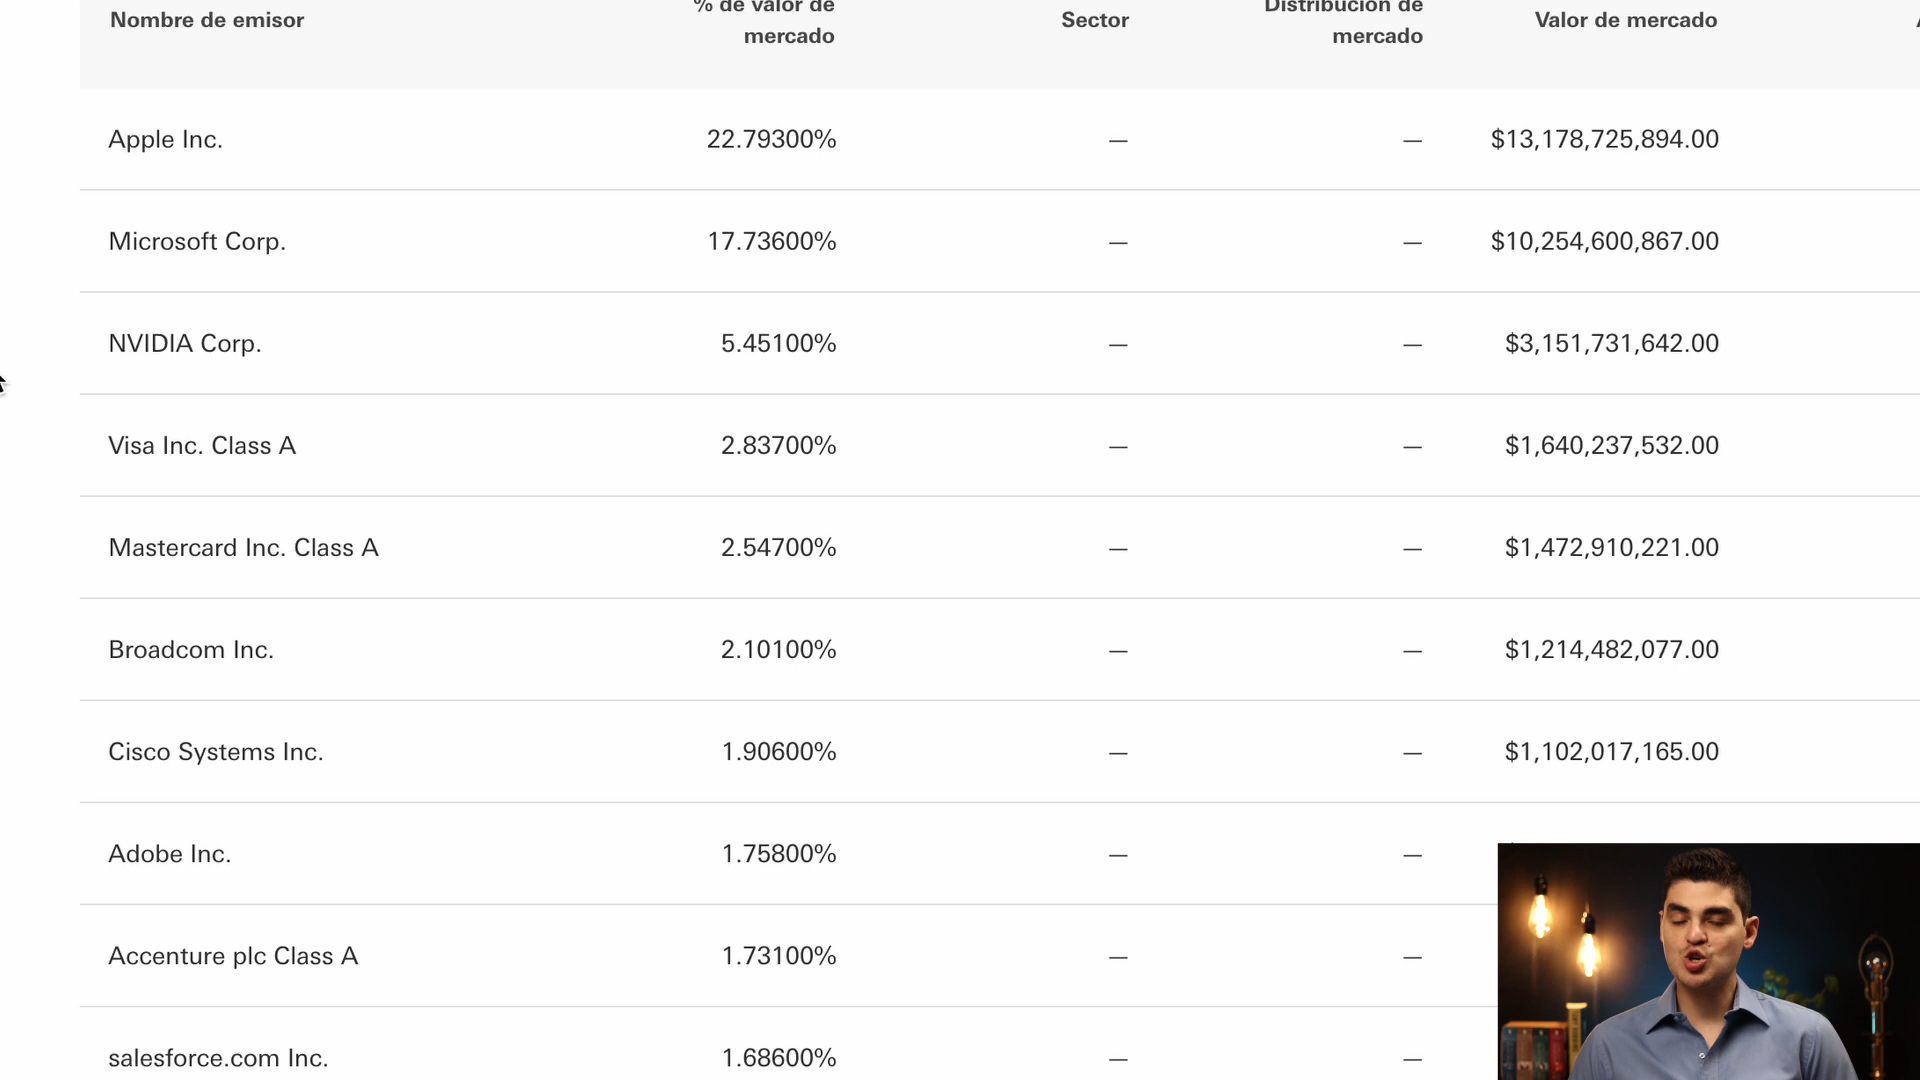 Nombre de emisor
% de valor de
mercado
Sector
Distribución de
mercado
Valor de mercado
Apple Inc. 22.79300% — — $13,178,725,894.00
Microsoft Corp. 17.73600% — — $10,254,600,867.00
NVIDIA Corp. 5.45100% — — $3,151,731,642.00
Visa Inc. Class A 2.83700% — — $1,640,237,532.00
Mastercard Inc. Class A 2.54700% — — $1,472,910,221.00
Broadcom Inc. 2.10100% — — $1,214,482,077.00
Cisco Systems Inc. 1.90600% — — $1,102,017,165.00
Adobe Inc. 1.75800% — —
Accenture plc Class A 1.73100% — —
salesforce.com Inc. 1.68600% — —